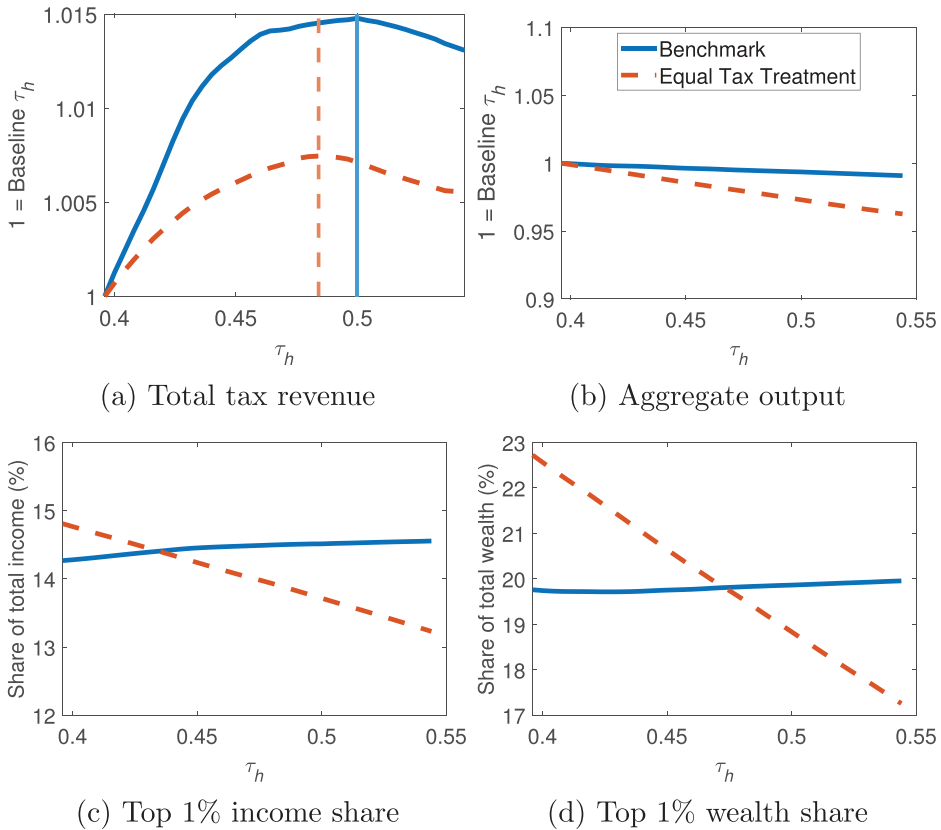 1.015
1.01
1.005
1
1 = Baseline τh
0.4 0.45 0.5
τh
(a) Total tax revenue
1.1
1.05
1
0.95
0.9
1 = Baseline τh
Benchmark
Equal Tax Treatment
0.4 0.45 0.5 0.55
τh
(b) Aggregate output
16
15
14
13
12
Share of total income (%)
0.4 0.45 0.5 0.55
τh
(c) Top 1% income share
23
22
21
20
19
18
17
Share of total wealth (%)
0.4 0.45 0.5 0.55
τh
(d) Top 1% wealth share